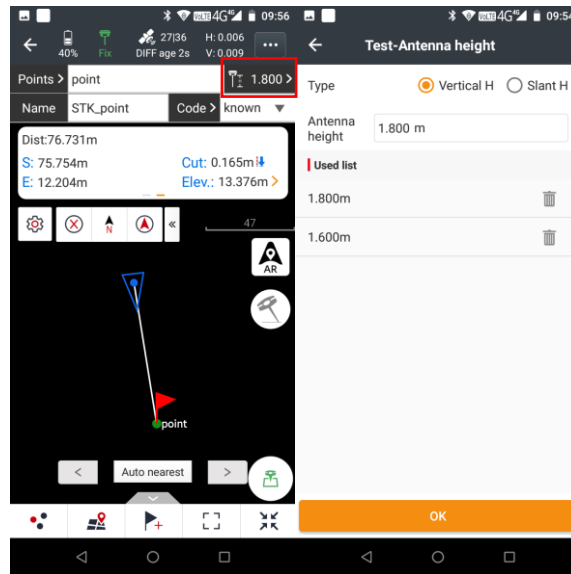 4G 09:56
40% Fix 27|36 DIFF age 2s H: 0.006 V: 0.009
Points > point 1.800 >
Name STK_point Code > known
Dist:76.731m
S: 75.754m Cut: 0.165m
E: 12.204m Elev.: 13.376m >
N « 47
AR
point
< Auto nearest >
4G 09:54
Test-Antenna height
Type Vertical H Slant H
Antenna height 1.800 m
Used list
1.800m
1.600m
OK